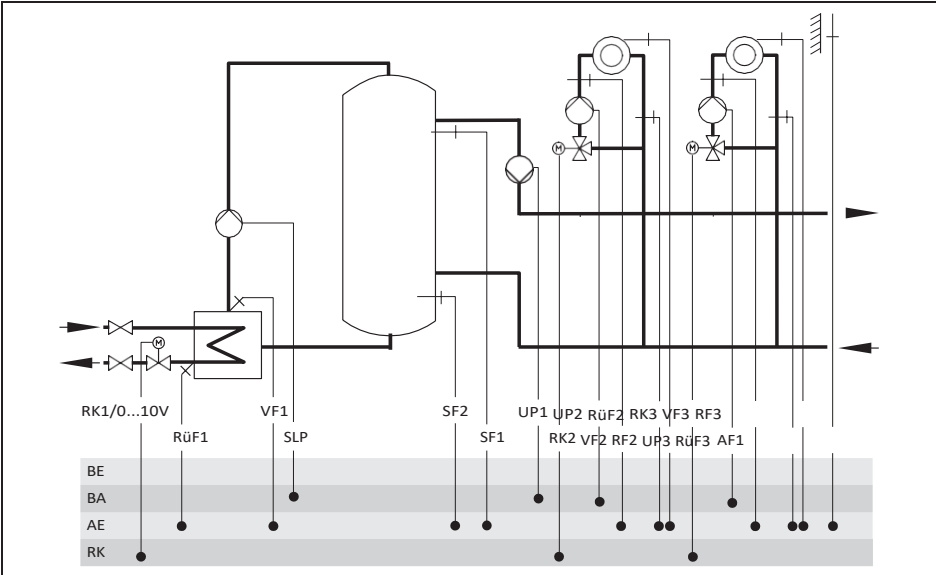 M
M
M
RK1/0...10V
VF1
SF2
UP1 UP2 RüF2 RK3 VF3 RF3
RüF1
SLP
SF1
RK2 VF2 RF2 UP3 RüF3 AF1
BE
BA
AE
RK